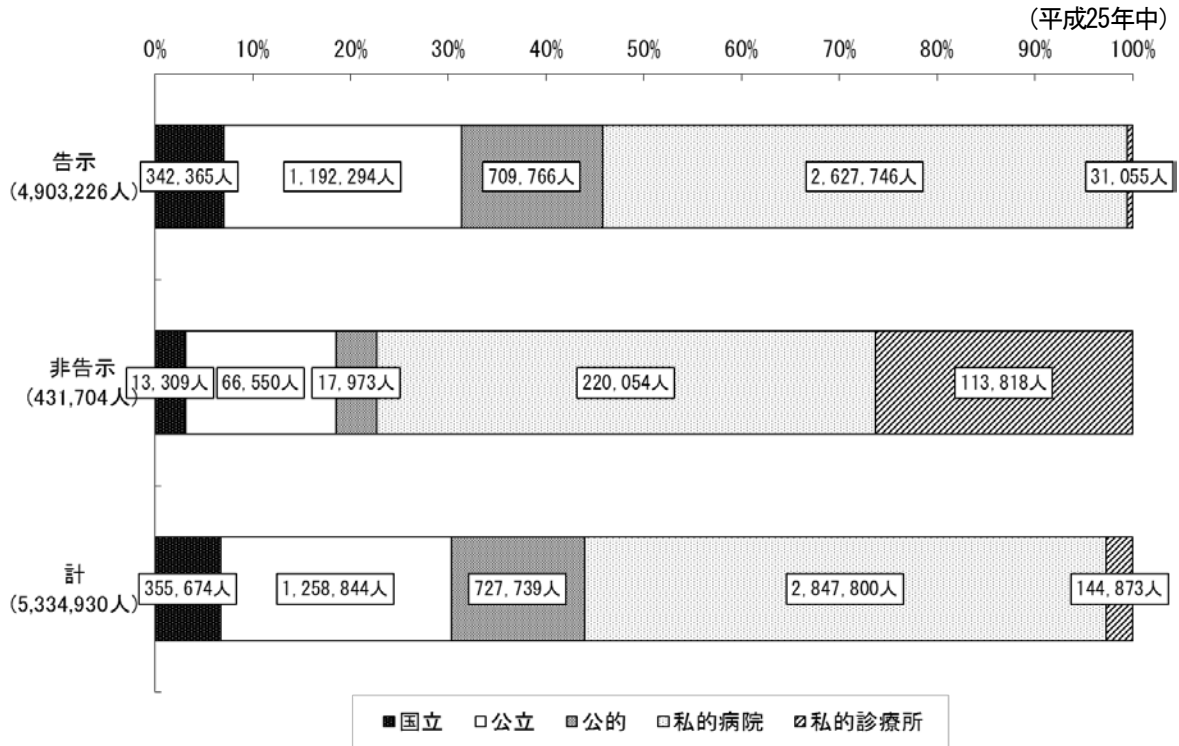 (平成25年中)
0% 10% 20% 30% 40% 50% 60% 70% 80% 90% 100%
告示
(4,903,226人)
342,365人 1,192,294人 709,766人 2,627,746人 31,055人
非告示
(431,704人)
13,309人 66,550人 17,973人 220,054人 113,818人
計
(5,334,930人)
355,674人 1,258,844人 727,739人 2,847,800人 144,873人
■国立 □公立 ■公的 □私的病院 ▨私的診療所